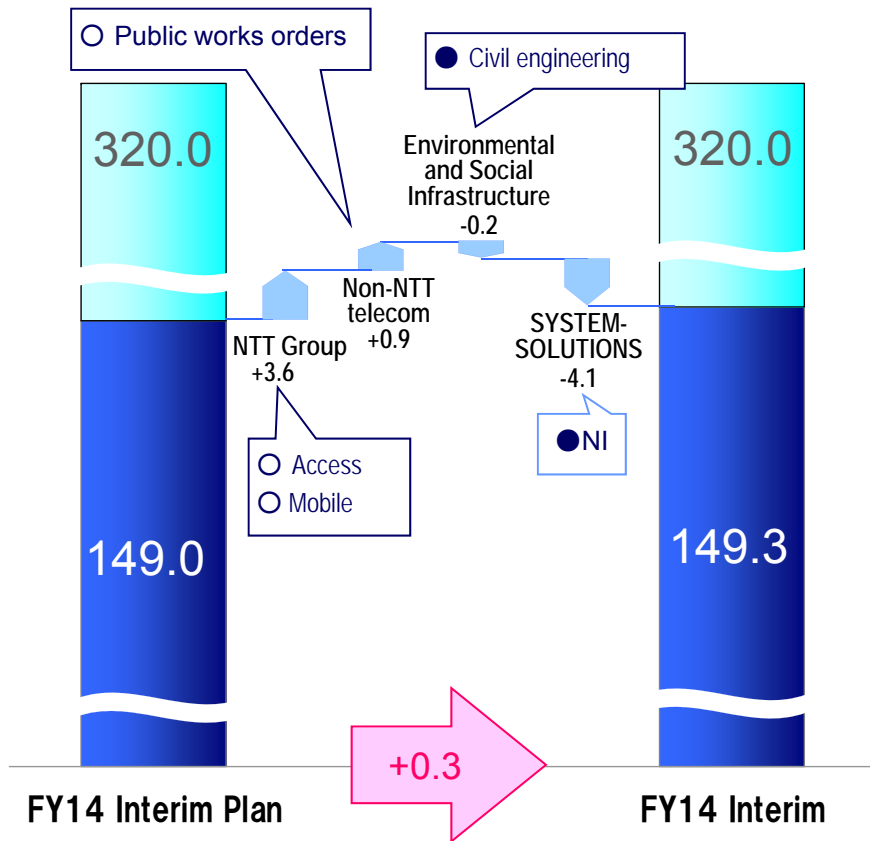 ○ Public works orders
● Civil engineering
320.0
320.0
Environmental
and Social
Infrastructure
-0.2
Non-NTT
telecom
+0.9
NTT Group
+3.6
SYSTEM-
SOLUTIONS
-4.1
●NI
○ Access
○ Mobile
149.0
149.3
+0.3
FY14 Interim Plan
FY14 Interim